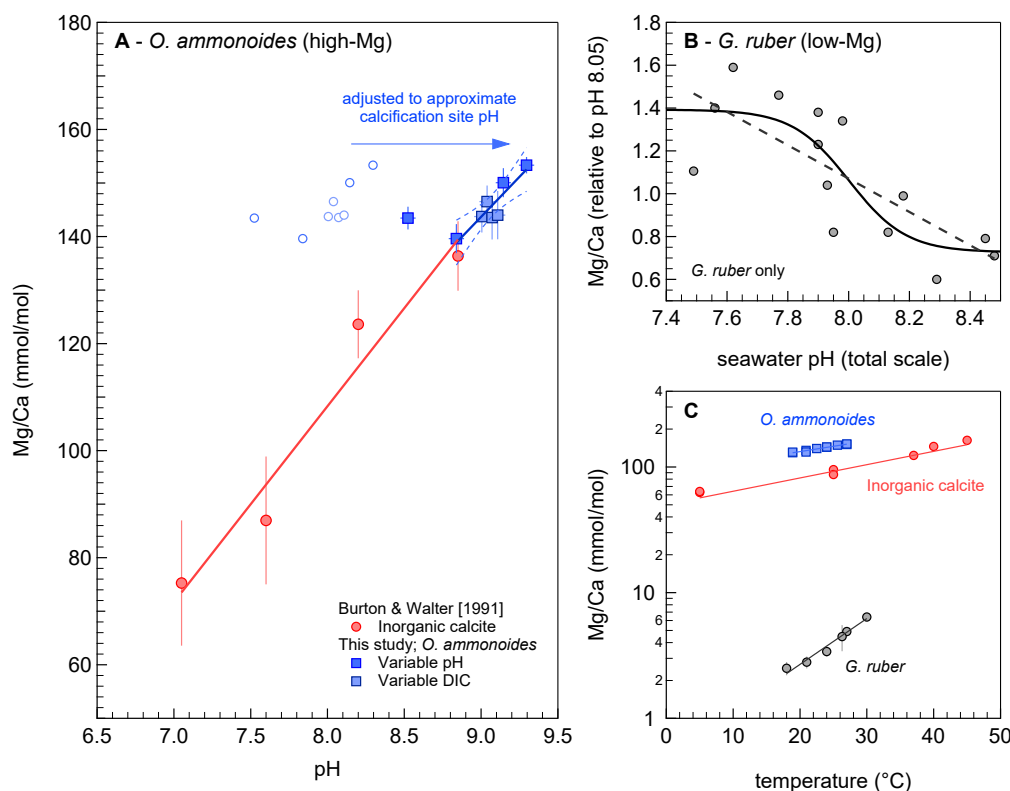 A - O. ammonoides (high-Mg)
adjusted to approximate
calcification site pH
180
160
140
120
100
80
60
Mg/Ca (mmol/mol)
Burton & Walter [1991]
Inorganic calcite
This study; O. ammonoides
Variable pH
Variable DIC
6.5 7.0 7.5 8.0 8.5 9.0 9.5
pH
B - G. ruber (low-Mg)
1.8
1.6
1.4
1.2
1.0
0.8
0.6
Mg/Ca (relative to pH 8.05)
G. ruber only
7.4 7.6 7.8 8.0 8.2 8.4
seawater pH (total scale)
C
O. ammonoides
Inorganic calcite
G. ruber
4
2
100
6
4
2
10
6
4
2
1
Mg/Ca (mmol/mol)
0 10 20 30 40 50
temperature (°C)